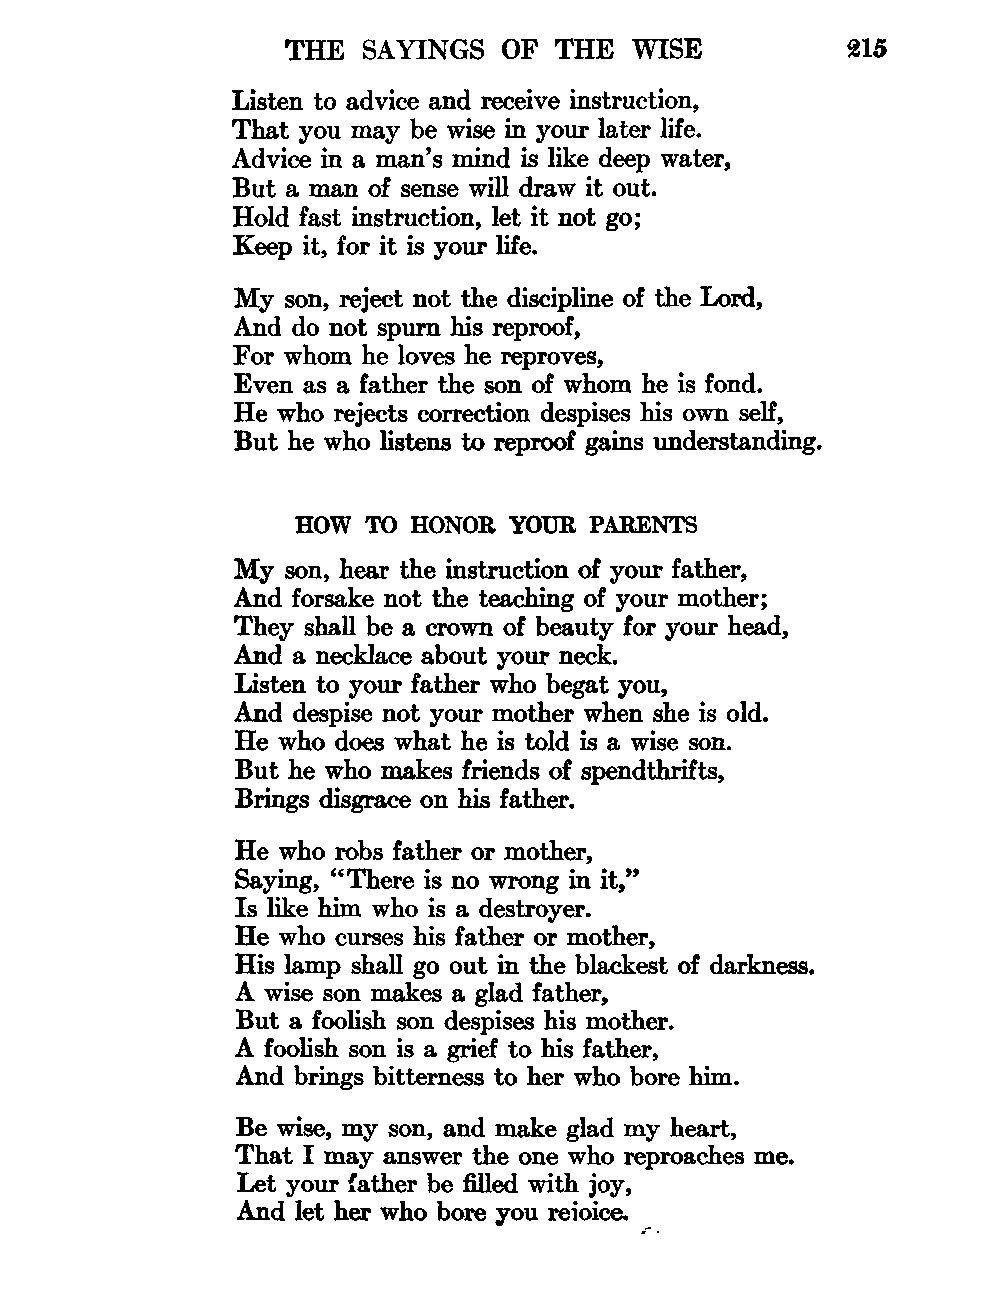 THE SAYINGS OF THE WISE 215
Listen to advice and receive instruction,
That you may be wise in your later life.
Advice in a man's mind is like deep water,
But a man of sense will draw it out.
Hold fast instruction, let it not go;
Keep it, for it is your life.
My son, reject not the discipline of the Lord,
And do not spurn his reproof,
For whom he loves he reproves,
Even as a father the son of whom he is fond.
He who rejects correction despises his own self,
But he who listens to reproof gains understanding.
HOW TO HONOR YOUR PARENTS
My son, hear the instruction of your father,
And forsake not the teaching of your mother;
They shall be a crown of beauty for your head,
And a necklace about your neck.
Listen to your father who begat you,
And despise not your mother when she is old.
He who does what he is told is a wise son.
But he who makes friends of spendthrifts,
Brings disgrace on his father.
He who robs father or mother,
Saying, "There is no wrong in it,"
Is like him who is a destroyer.
He who curses his father or mother,
His lamp shall go out in the blackest of darkness.
A wise son makes a glad father,
But a foolish son despises his mother.
A foolish son is a grief to his father,
And brings bitterness to her who bore him.
Be wise, my son, and make glad my heart,
That I may answer the one who reproaches me.
Let your father be filled with joy,
And let her who bore you rejoice.